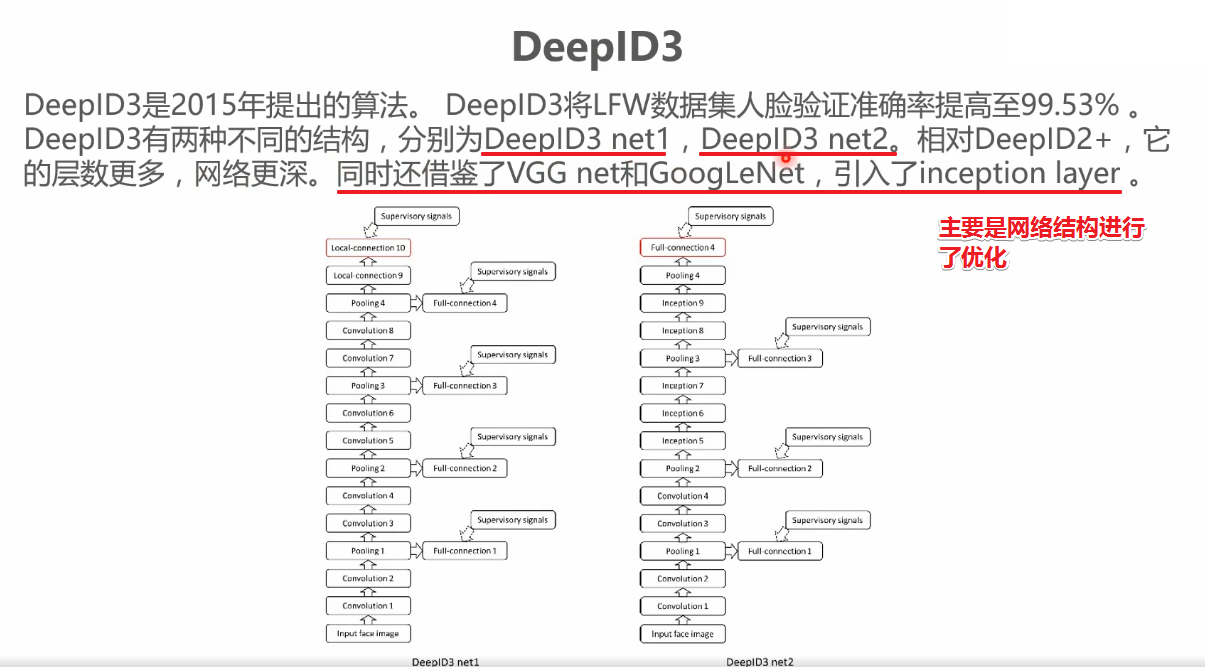 DeepID3
DeepID3是2015年提出的算法。 DeepID3将LFW数据集人脸验证准确率提高至99.53% 。
DeepID3有两种不同的结构，分别为DeepID3 net1，DeepID3 net2。相对DeepID2+，它
的层数更多，网络更深。同时还借鉴了VGG net和GoogLeNet，引入了inception layer 。
主要是网络结构进行
了优化
Supervisory signals
Local-connection 10
Local-connection 9
Supervisory signals
Pooling 4
Full-connection 4
Convolution 8
Convolution 7
Supervisory signals
Pooling 3
Full-connection 3
Convolution 6
Convolution 5
Supervisory signals
Pooling 2
Full-connection 2
Convolution 4
Convolution 3
Supervisory signals
Pooling 1
Full-connection 1
Convolution 2
Convolution 1
Input face image
DeepID3 net1
Supervisory signals
Full-connection 4
Pooling 4
Inception 9
Inception 8
Supervisory signals
Pooling 3
Full-connection 3
Inception 7
Inception 6
Inception 5
Supervisory signals
Pooling 2
Full-connection 2
Convolution 4
Convolution 3
Supervisory signals
Pooling 1
Full-connection 1
Convolution 2
Convolution 1
Input face image
DeepID3 net2